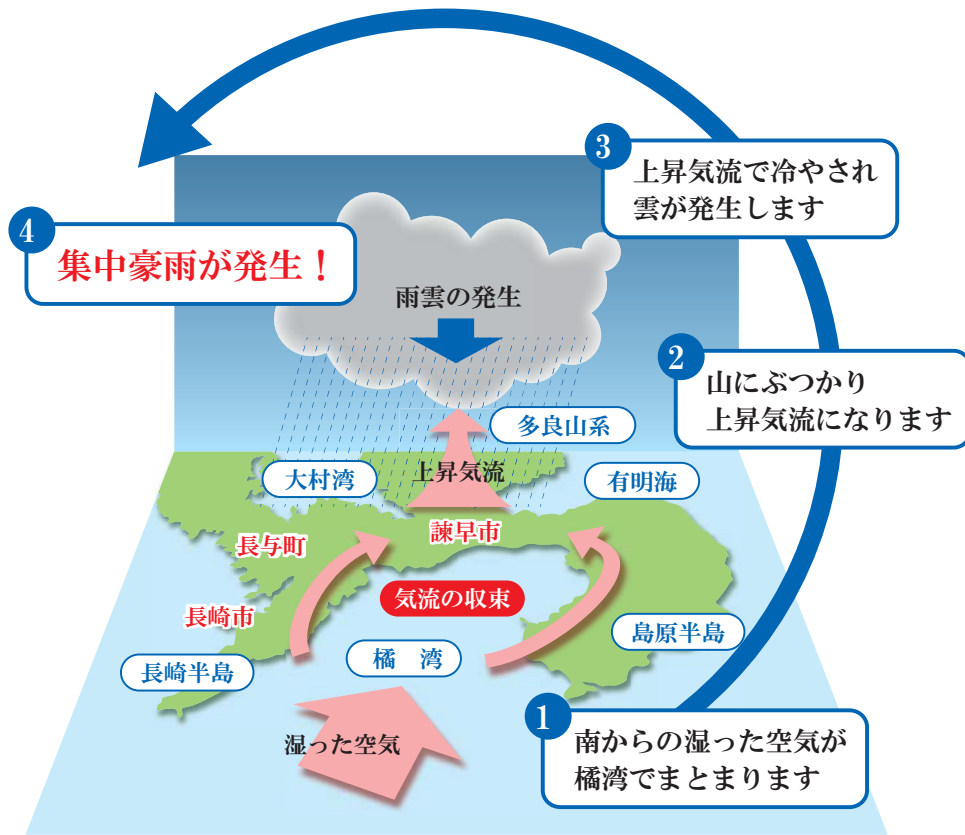 3
上昇気流で冷やされ
雲が発生します
4
集中豪雨が発生！
雨雲の発生
2
山にぶつかり
上昇気流になります
多良山系
大村湾
上昇気流
有明海
長与町
諫早市
気流の収束
長崎市
島原半島
長崎半島
橘　湾
湿った空気
1
南からの湿った空気が
橘湾でまとまります